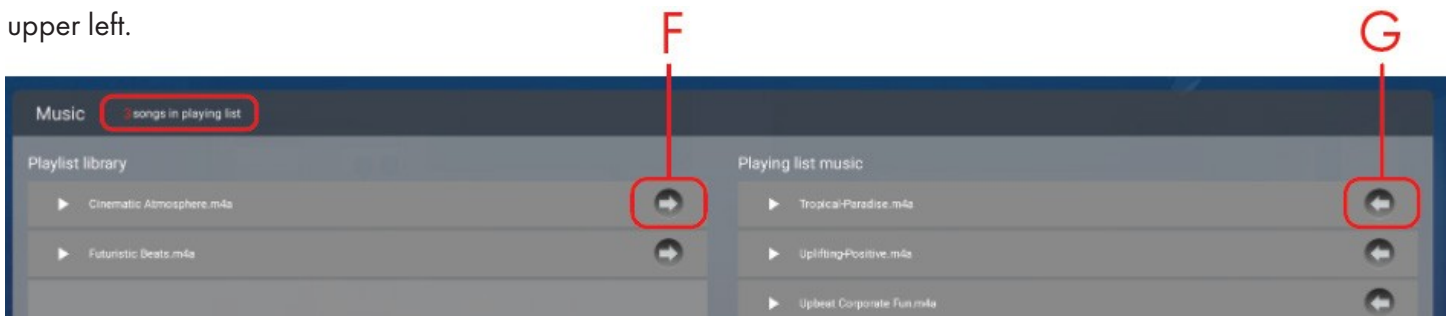 upper left.
F
G
Music 3 songs in playing list
Playlist library
Playing list music
Cinematic Atmosphere.m4a
Tropical-Paradise.m4a
Futuristic Beats.m4a
Uplifting-Positive.m4a
Upbeat Corporate Fun.m4a